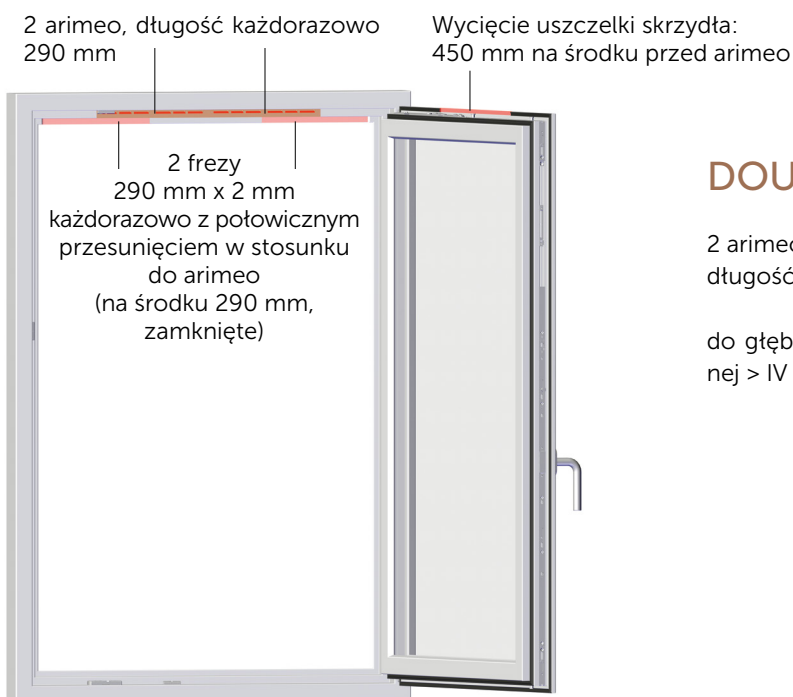 2 arimeo, długość każdorazowo
290 mm
Wycięcie uszczelki skrzydła:
450 mm na środku przed arimeo
2 frezy
290 mm x 2 mm
każdorazowo z połowicznym
przesunięciem w stosunku
do arimeo
(na środku 290 mm,
zamknięte)
DOU
2 arimeo
długość
do głęb
nej > IV